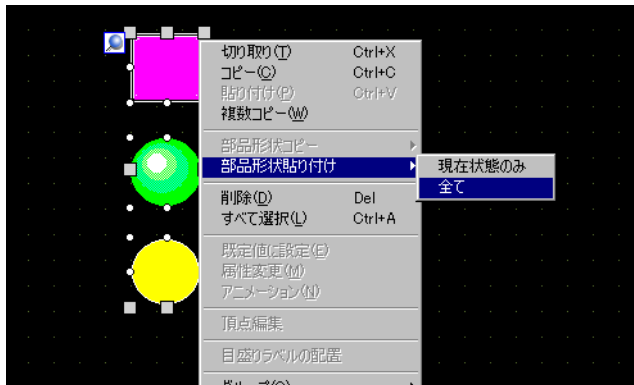 切り取り(T) Ctrl+X
コピー(C) Ctrl+C
貼り付け(P) Ctrl+V
複数コピー(W)
部品形状コピー
部品形状貼り付け
現在状態のみ
全て
削除(D) Del
すべて選択(L) Ctrl+A
既定値に設定(E)
属性変更(M)
アニメーション(N)
頂点編集
目盛りラベルの配置
グループ(G)